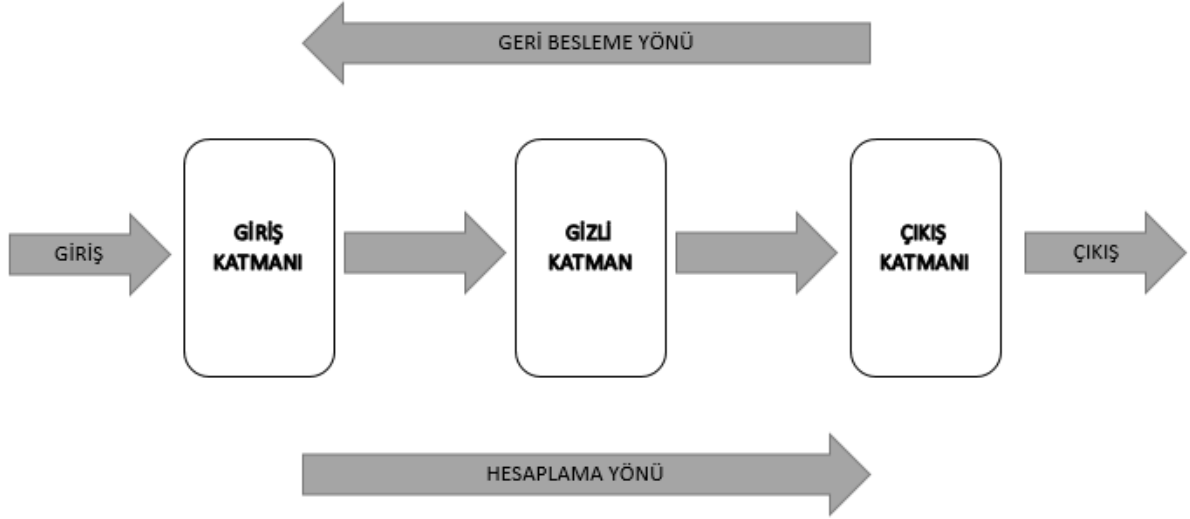 GERİ BESLEME YÖNÜ
GİRİŞ
GİRİŞ
KATMANI
GİZLİ
KATMAN
ÇIKIŞ
KATMANI
ÇIKIŞ
HESAPLAMA YÖNÜ